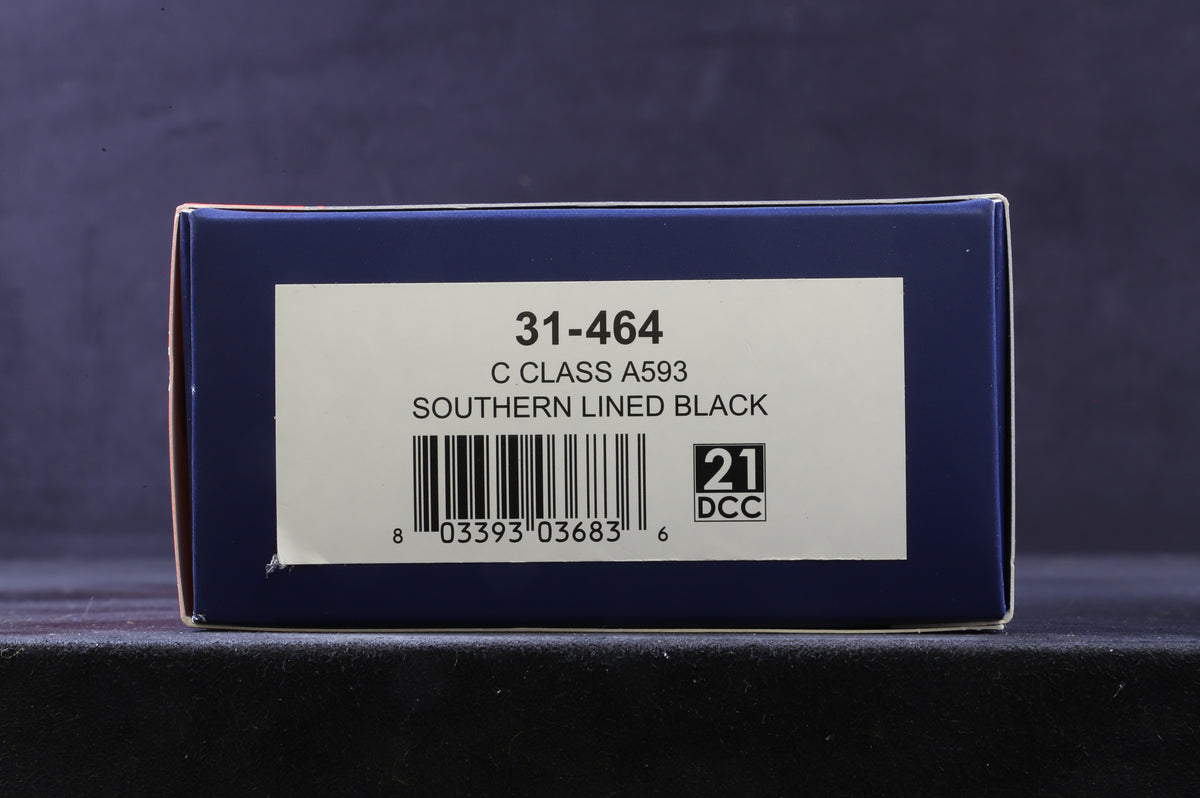 31-464
C CLASS A593
SOUTHERN LINED BLACK
21
DCC
8 03393 03683 6